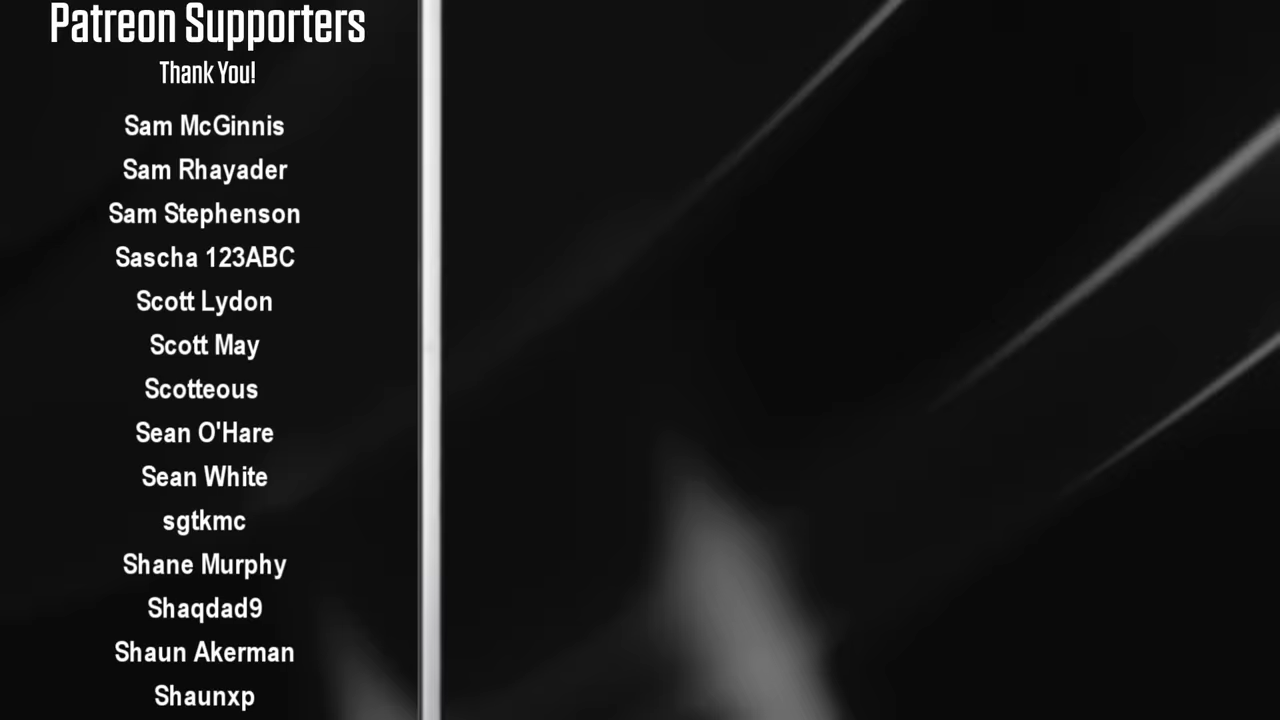 Patreon Supporters
Thank You!
Sam McGinnis
Sam Rhayader
Sam Stephenson
Sascha 123ABC
Scott Lydon
Scott May
Scotteous
Sean O'Hare
Sean White
sgtkmc
Shane Murphy
Shaqdad9
Shaun Akerman
Shaunxp